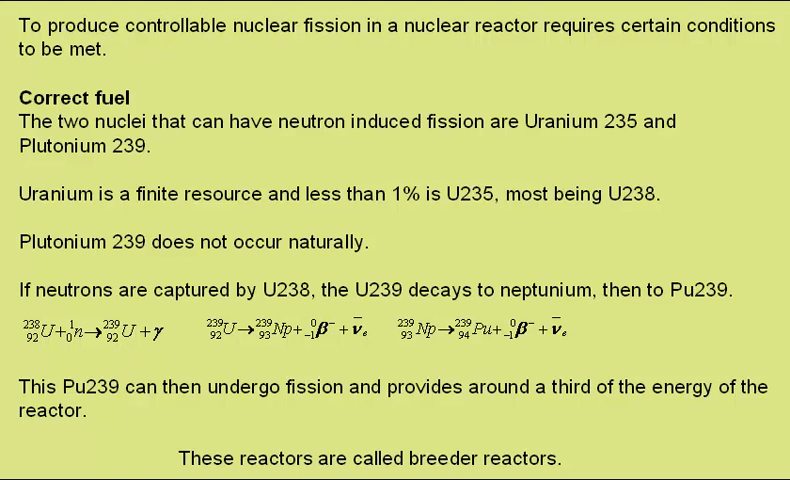 To produce controllable nuclear fission in a nuclear reactor requires certain conditions
to be met.
Correct fuel
The two nuclei that can have neutron induced fission are Uranium 235 and
Plutonium 239.
Uranium is a finite resource and less than 1% is U235, most being U238.
Plutonium 239 does not occur naturally.
If neutrons are captured by U238, the U239 decays to neptunium, then to Pu239.
²³⁸₉₂U+¹₀n→²³⁹₉₂U+γ ²³⁹₉₂U→²³⁹₉₃Np+⁰₋₁β⁻+ν̅ₑ ²³⁹₉₃Np→²³⁹₉₄Pu+⁰₋₁β⁻+ν̅ₑ
This Pu239 can then undergo fission and provides around a third of the energy of the
reactor.
These reactors are called breeder reactors.